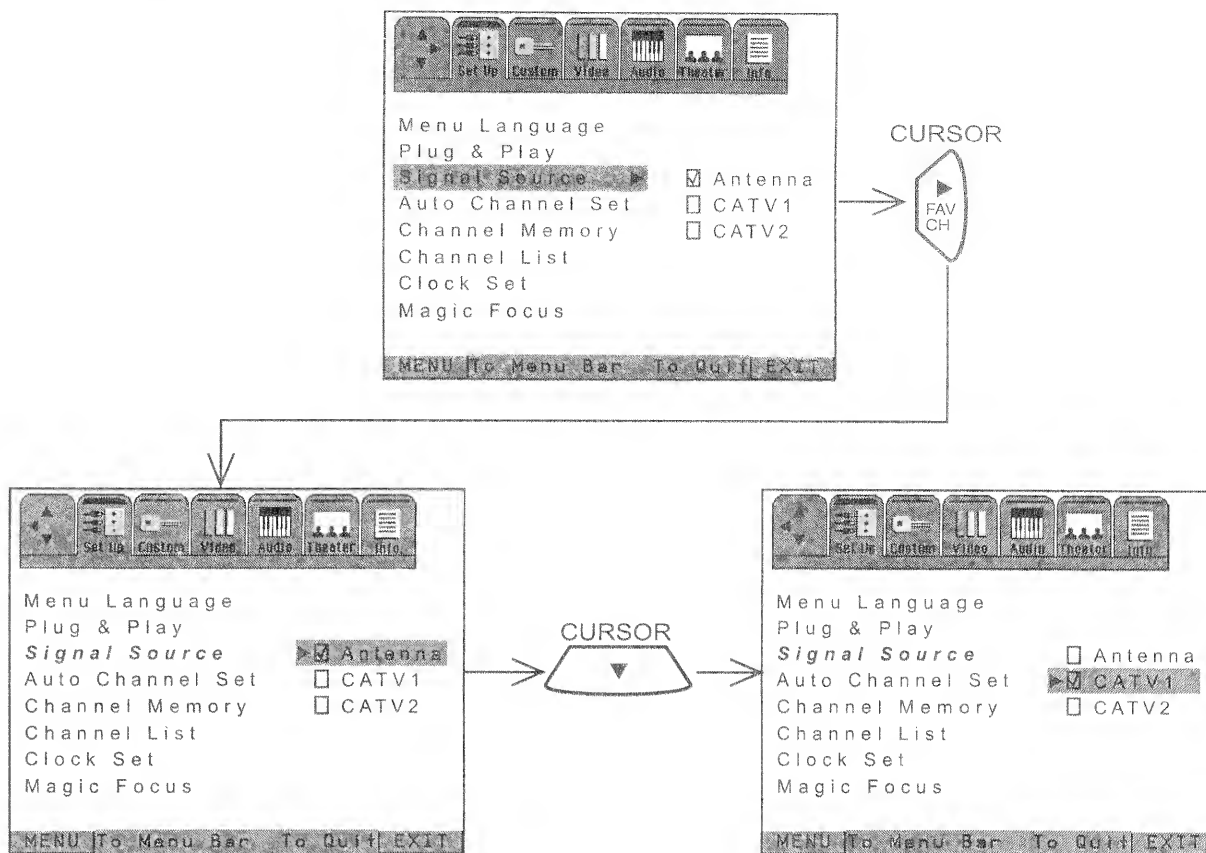 Set Up Custom Video Audio Theater Info.
Menu Language
Plug & Play
Signal Source
Auto Channel Set
Channel Memory
Channel List
Clock Set
Magic Focus
Antenna
CATV1
CATV2
MENU To Menu Bar To Quit EXIT
CURSOR
FAV
CH
Set Up Custom Video Audio Theater Info.
Menu Language
Plug & Play
Signal Source
Auto Channel Set
Channel Memory
Channel List
Clock Set
Magic Focus
Antenna
CATV1
CATV2
MENU To Menu Bar To Quit EXIT
CURSOR
Set Up Custom Video Audio Theater Info
Menu Language
Plug & Play
Signal Source
Auto Channel Set
Channel Memory
Channel List
Clock Set
Magic Focus
Antenna
CATV1
CATV2
MENU To Menu Bar To Quit EXIT